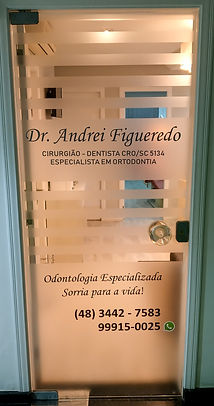 Dr. Andrei Figueredo
CIRURGIÃO - DENTISTA CRO/SC 5134
ESPECIALISTA EM ORTODONTIA
Odontologia Especializada
Sorria para a vida!
(48) 3442 - 7583
99915-0025